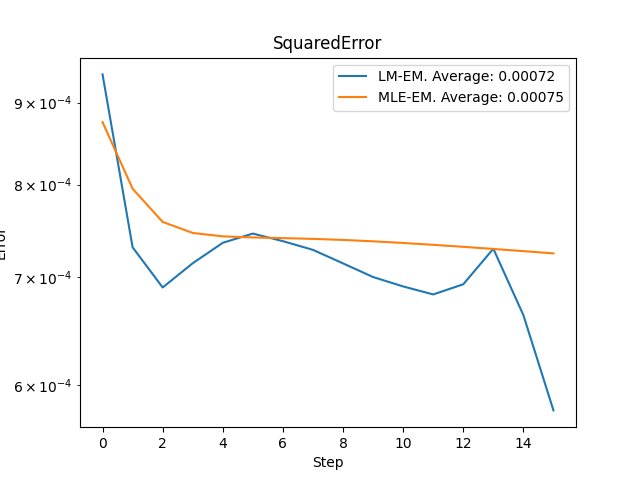 SquaredError
LM-EM. Average: 0.00072
MLE-EM. Average: 0.00075
9 × 10⁻⁴
8 × 10⁻⁴
7 × 10⁻⁴
6 × 10⁻⁴
Error
0 2 4 6 8 10 12 14
Step